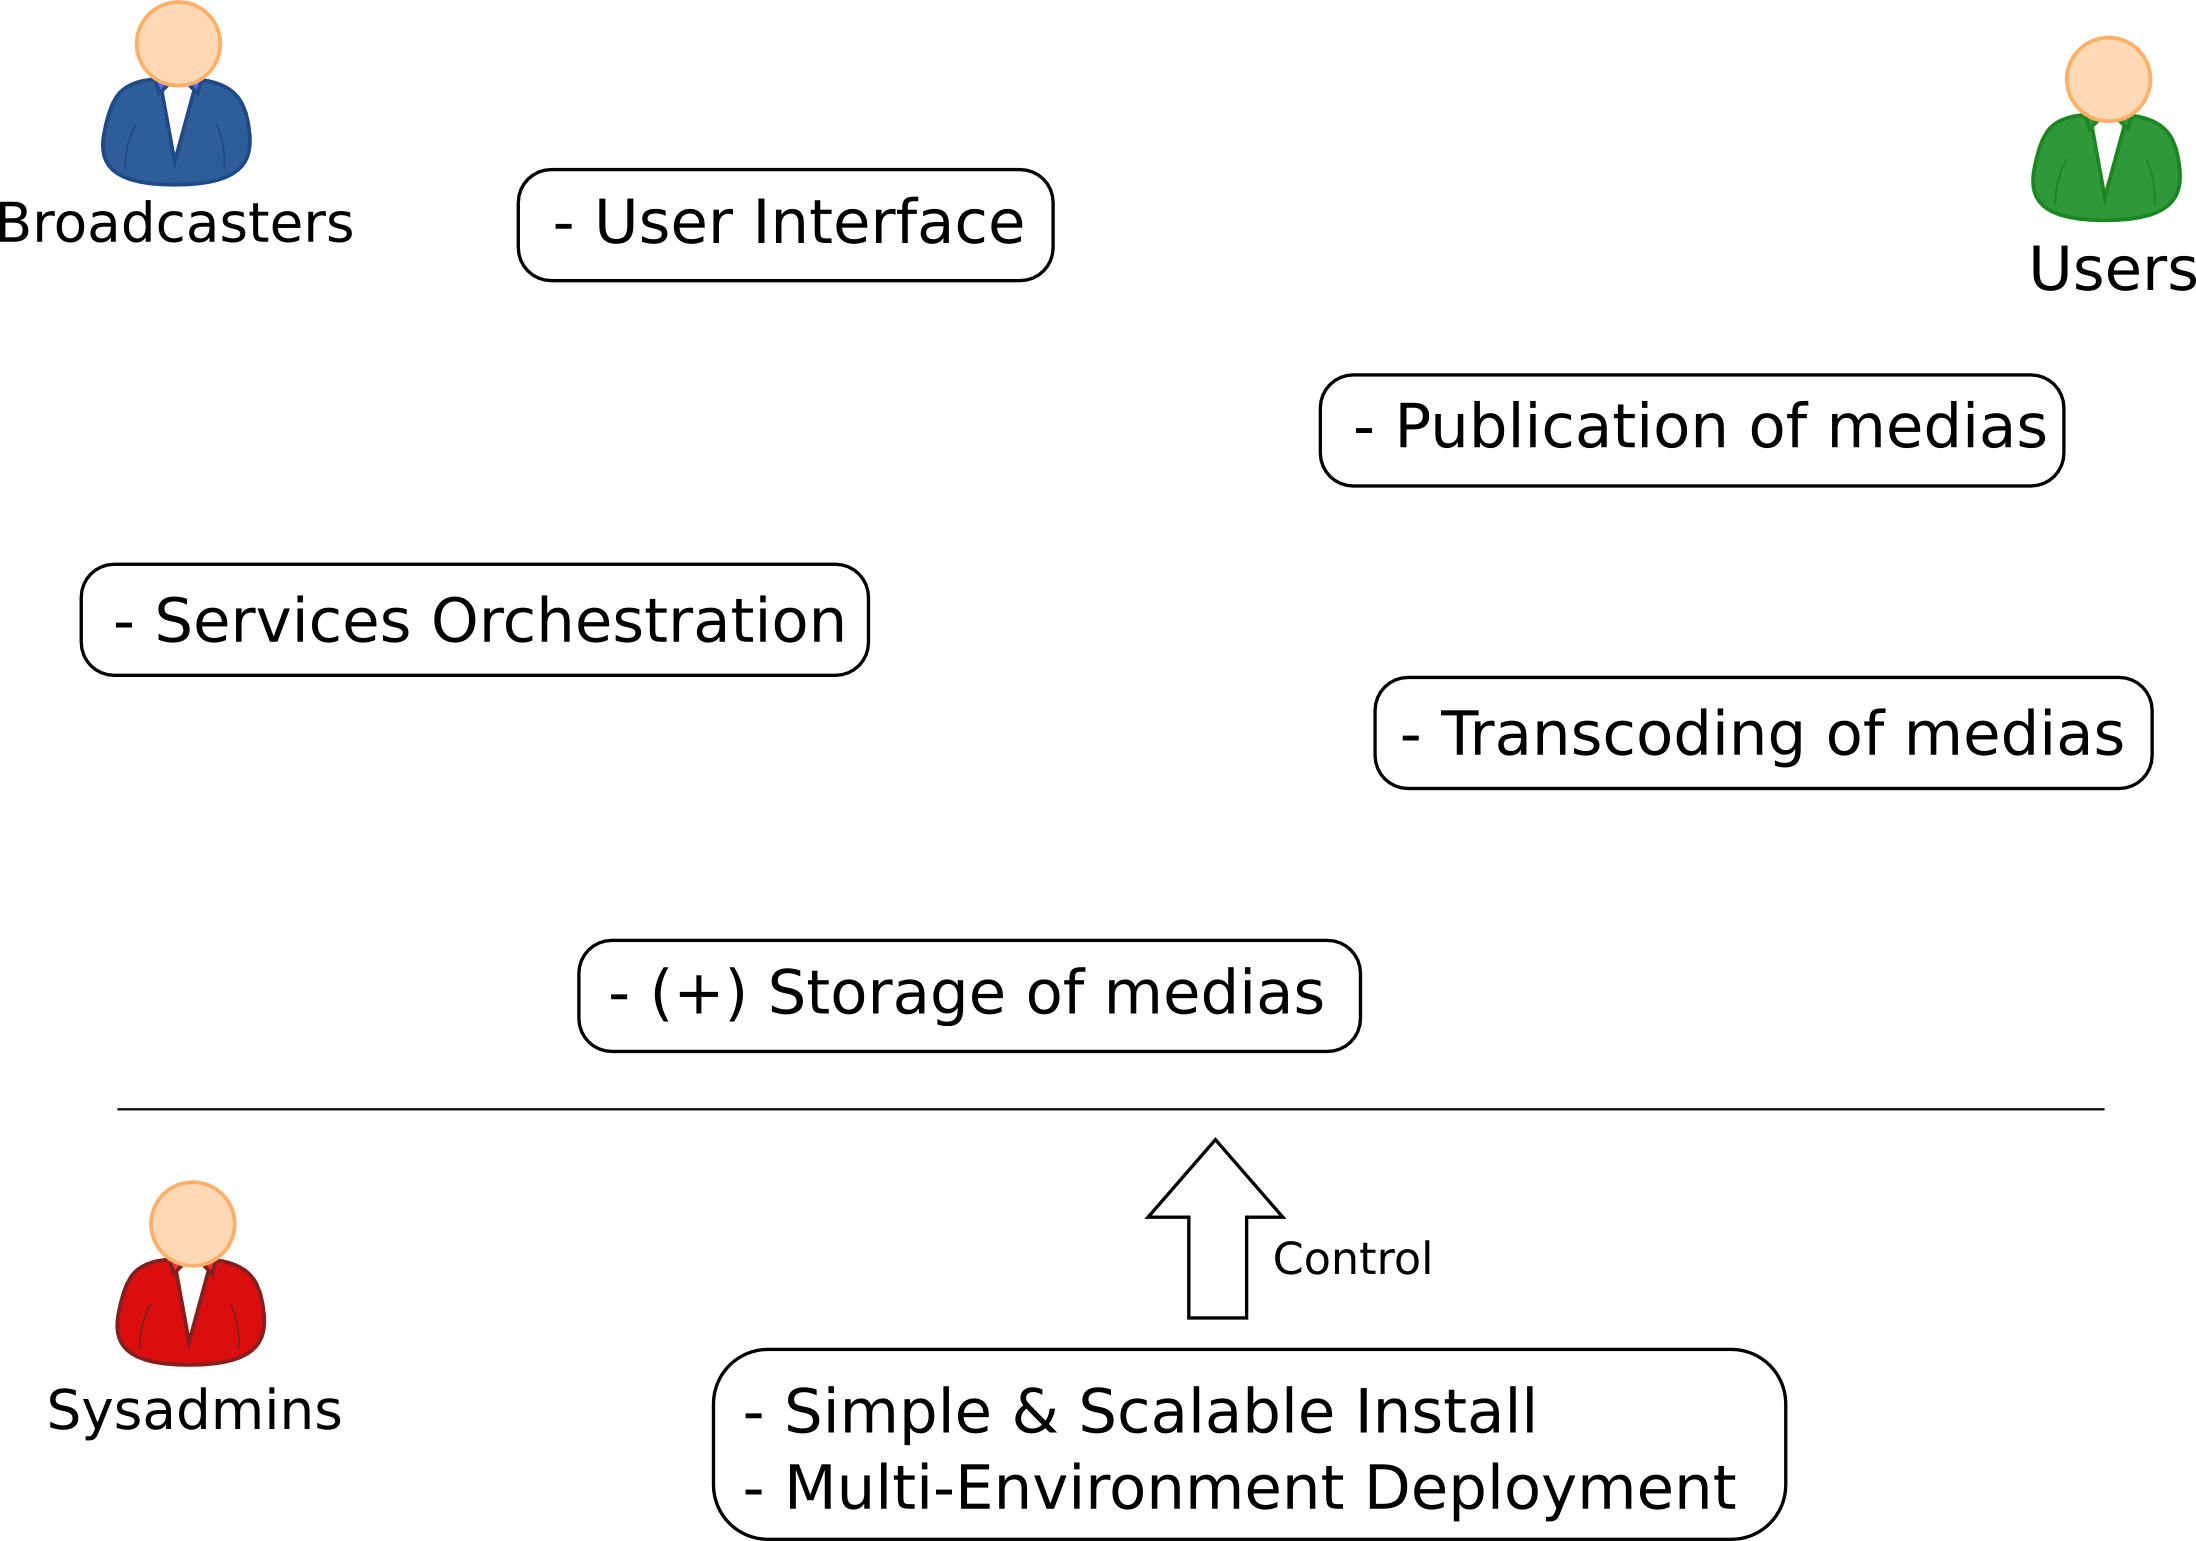 Broadcasters
- User Interface
Users
- Publication of medias
- Services Orchestration
- Transcoding of medias
- (+) Storage of medias
Control
Sysadmins
- Simple & Scalable Install
- Multi-Environment Deployment